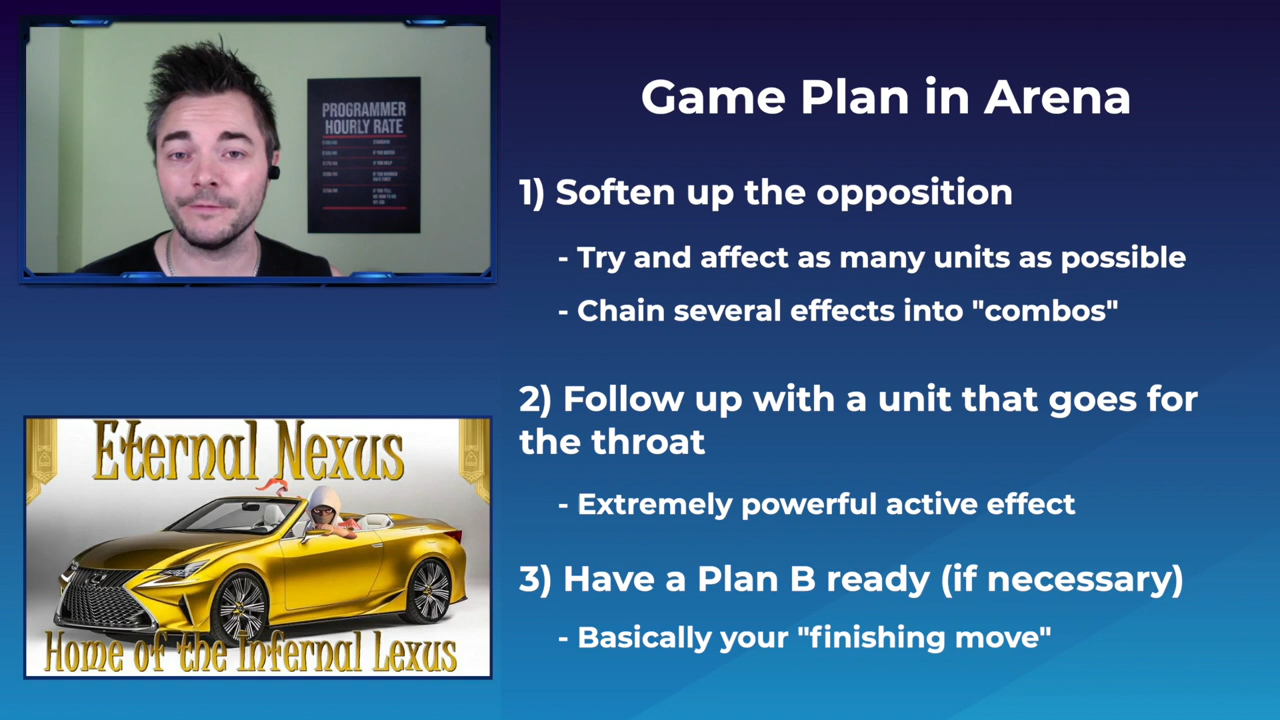 PROGRAMMER
HOURLY RATE
Game Plan in Arena
1) Soften up the opposition
- Try and affect as many units as possible
- Chain several effects into "combos"
2) Follow up with a unit that goes for
the throat
- Extremely powerful active effect
3) Have a Plan B ready (if necessary)
- Basically your "finishing move"
Eternal Nexus
Home of the Infernal Lexus